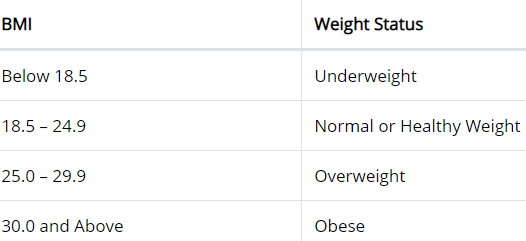 BMI Weight Status
Below 18.5 Underweight
18.5 – 24.9 Normal or Healthy Weight
25.0 – 29.9 Overweight
30.0 and Above Obese